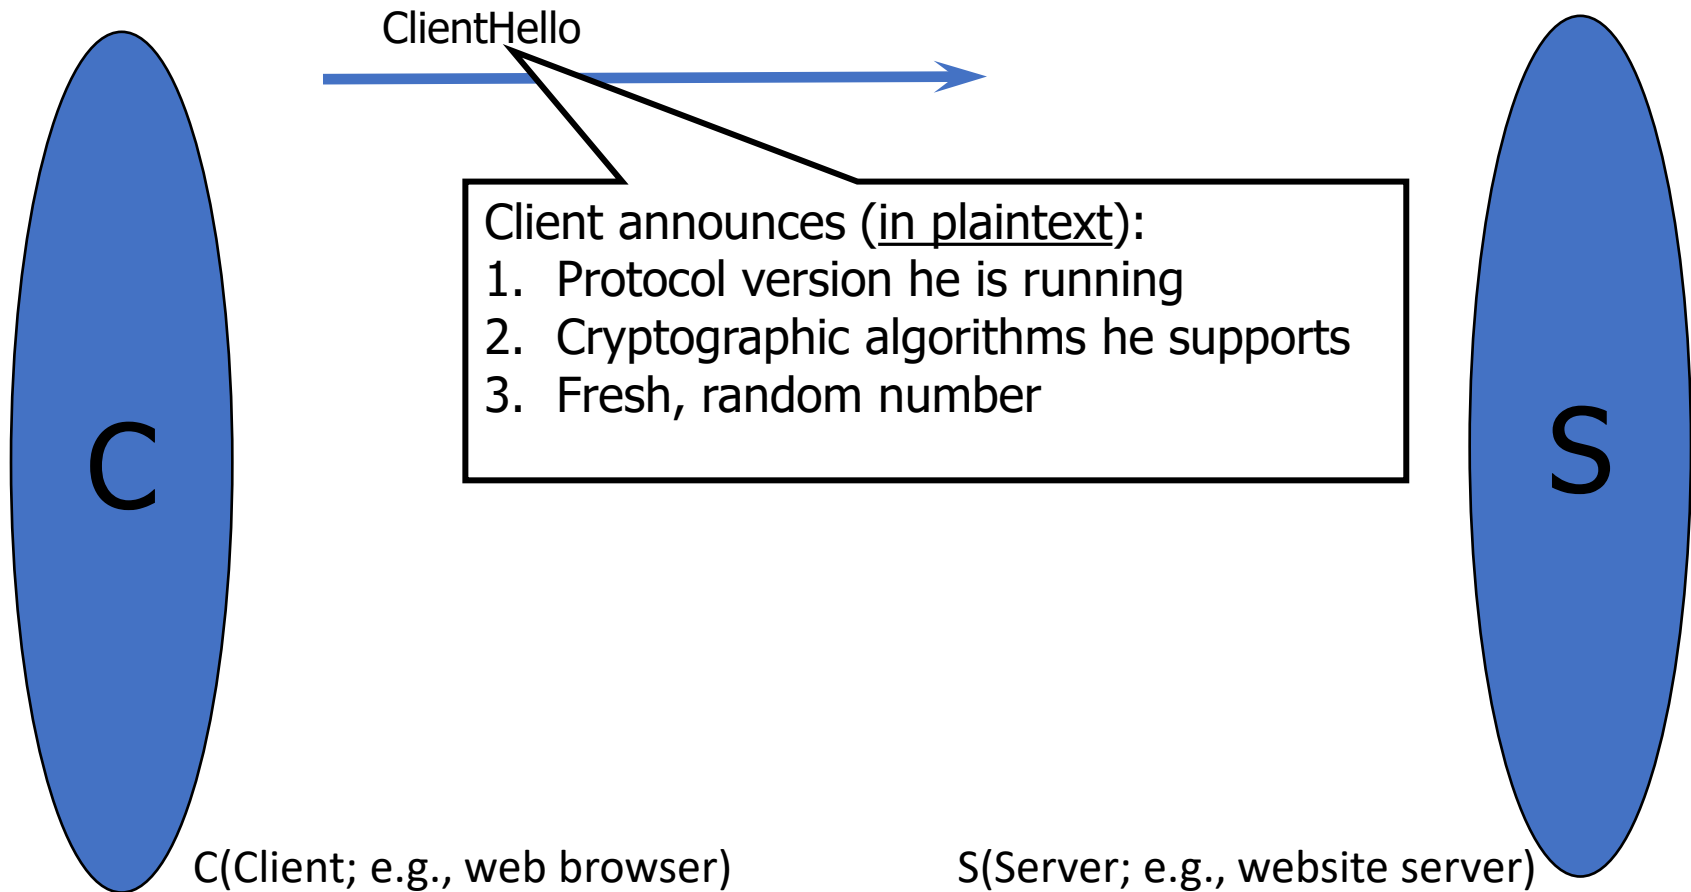 ClientHello
Client announces (in plaintext):
1. Protocol version he is running
2. Cryptographic algorithms he supports
3. Fresh, random number
C
S
C(Client; e.g., web browser)
S(Server; e.g., website server)